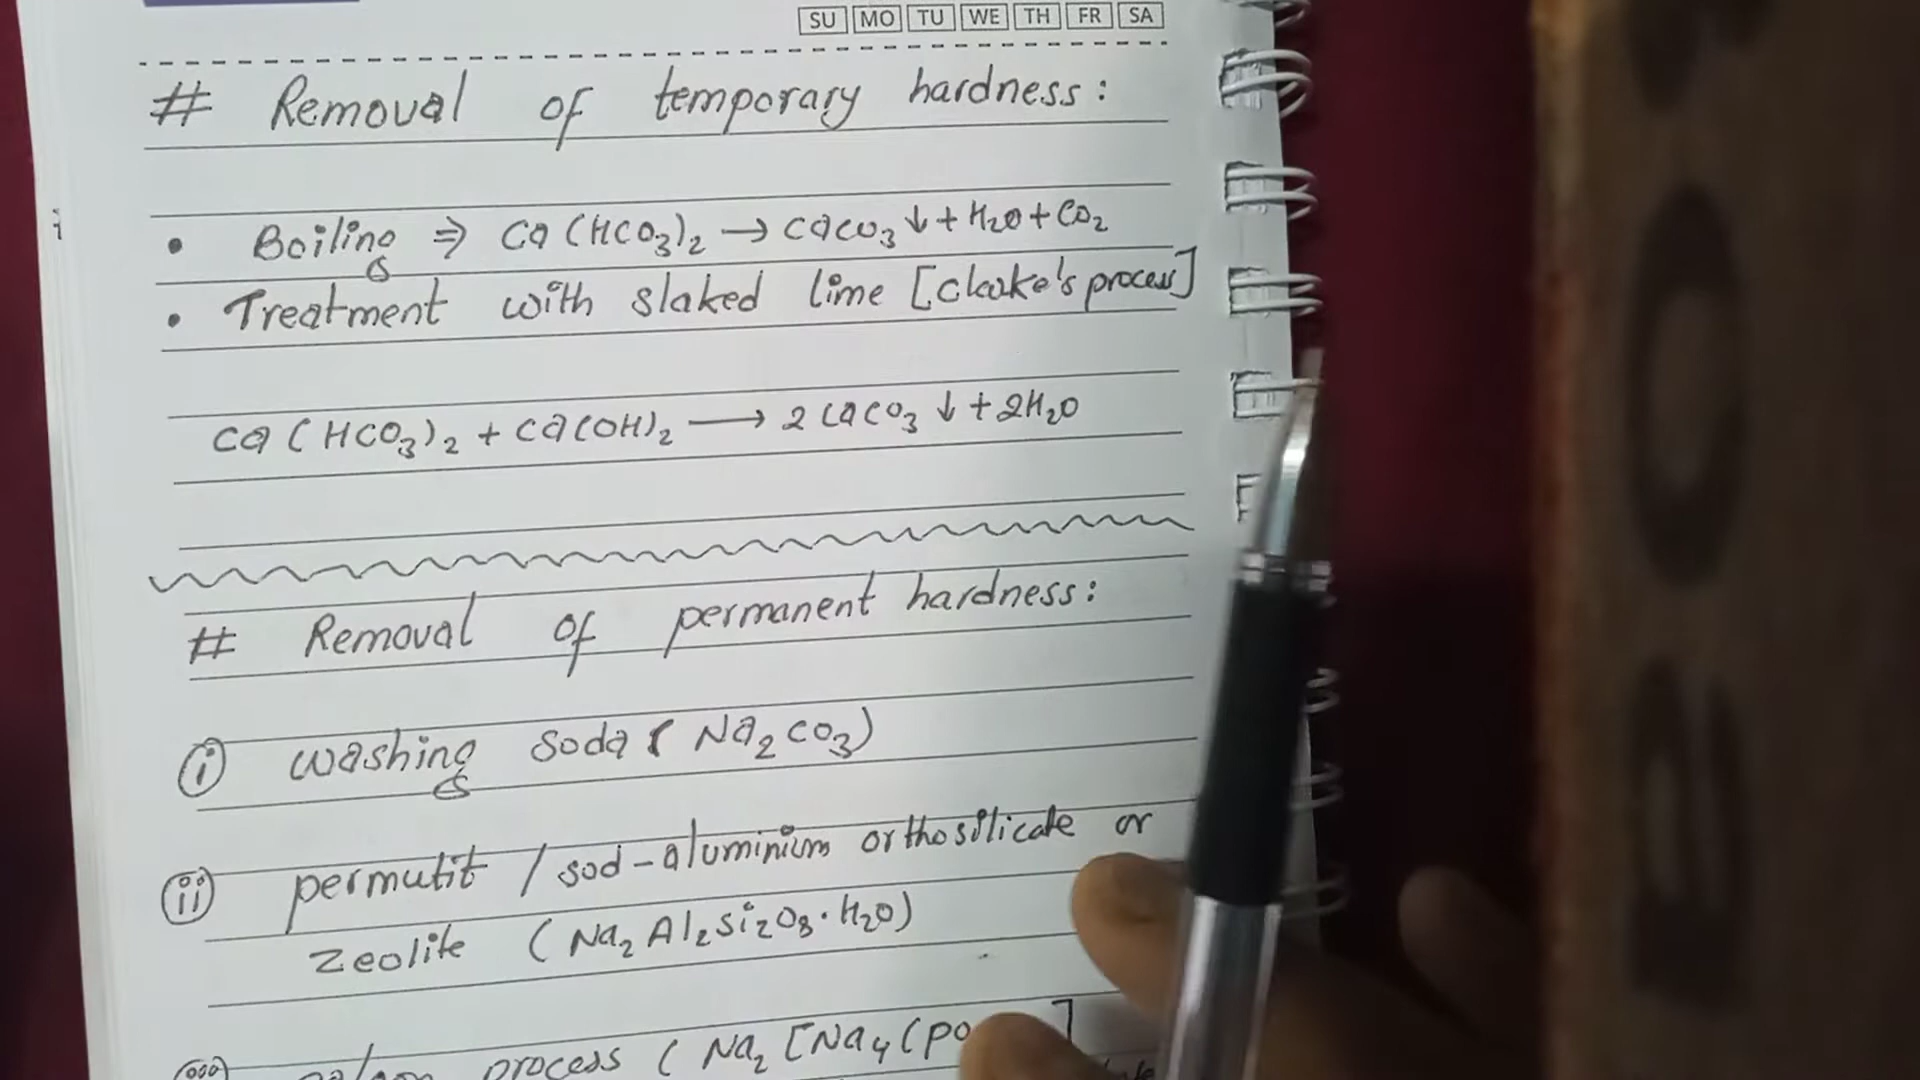 SU MO TU WE TH FR SA
# Removal of temporary hardness:
• Boiling ⇒ Ca(HCO₃)₂ → CaCO₃↓ + H₂O + CO₂
• Treatment with slaked lime [Clarke's process]
Ca(HCO₃)₂ + Ca(OH)₂ ⟶ 2CaCO₃↓ + 2H₂O
# Removal of permanent hardness:
(i) washing soda (Na₂CO₃)
(ii) permutit / sod-aluminium orthosilicate or
Zeolite (Na₂Al₂Si₂O₈·H₂O)
(iii) process (Na₂[Na₄(PO ]